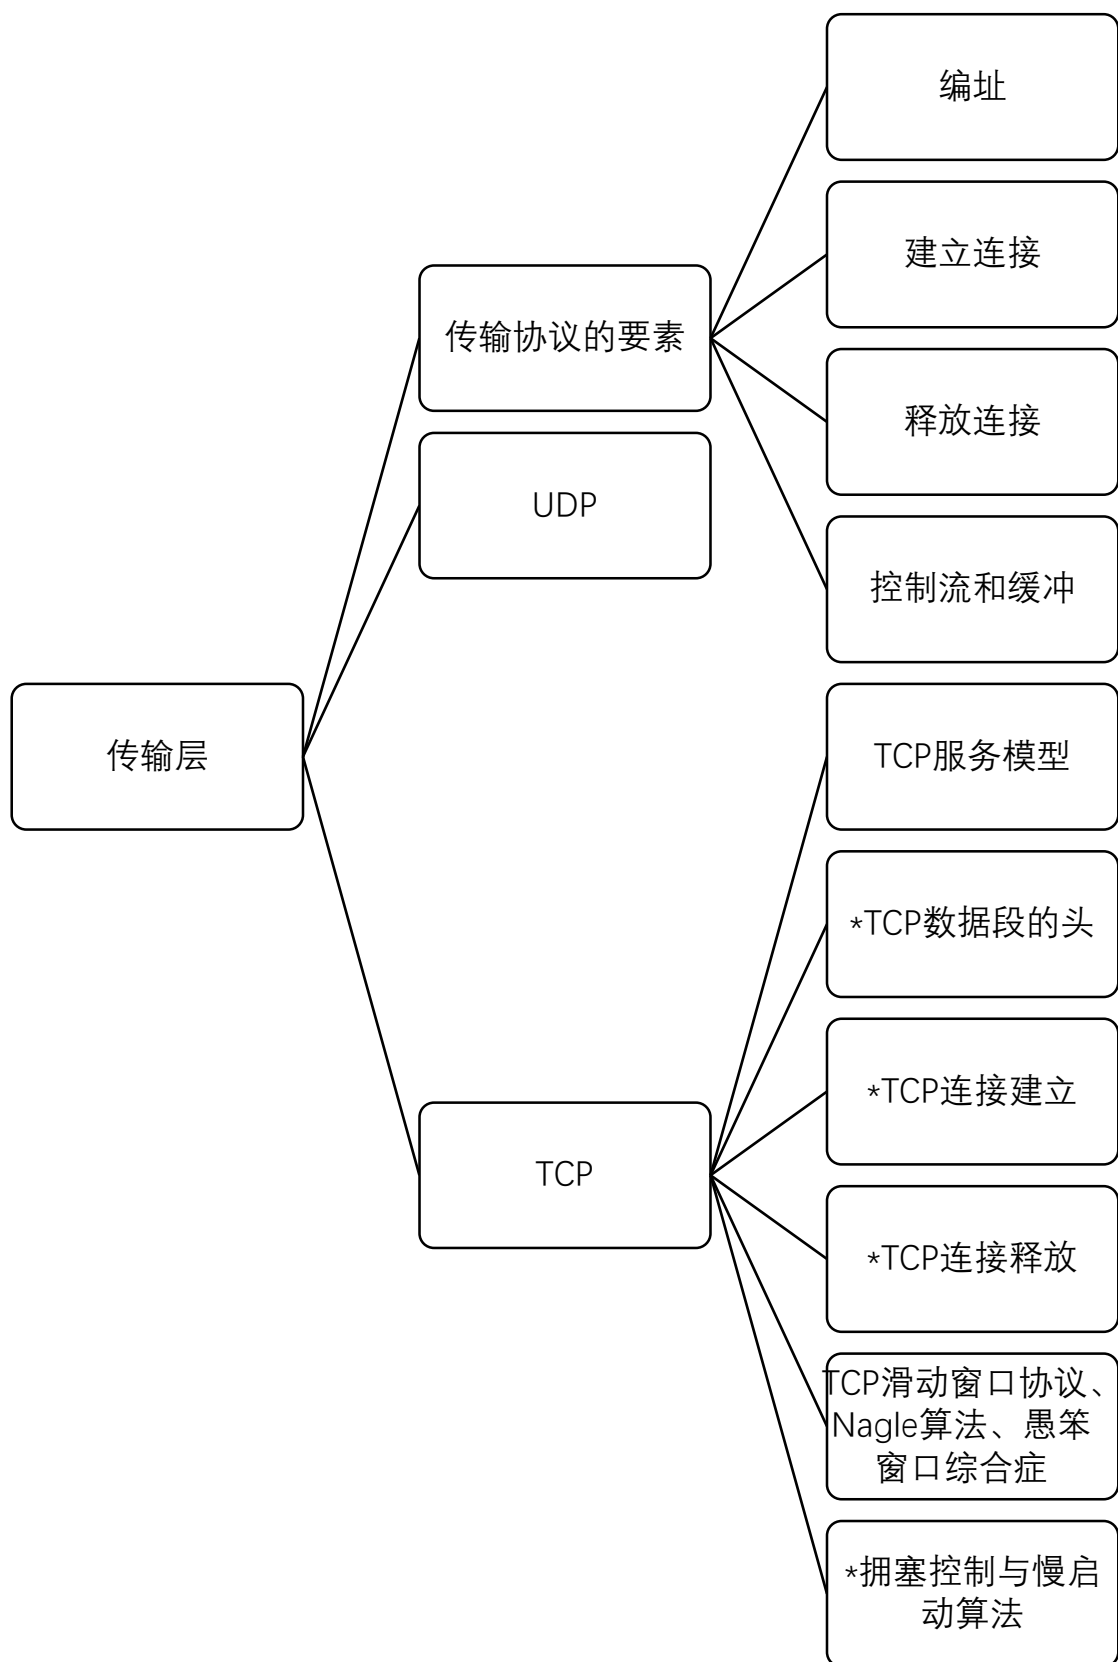 传输层
传输协议的要素
编址
建立连接
释放连接
控制流和缓冲
UDP
TCP
TCP服务模型
*TCP数据段的头
*TCP连接建立
*TCP连接释放
TCP滑动窗口协议、
Nagle算法、愚笨
窗口综合症
*拥塞控制与慢启
动算法